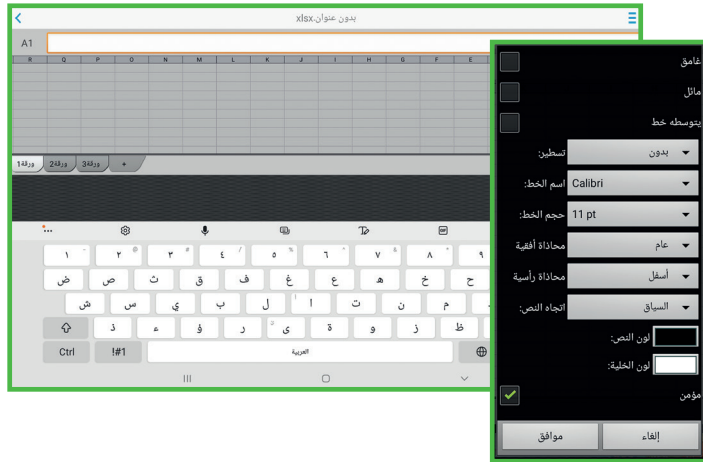 بدون عنوان.xlsx
A1
R Q P O N M L K J I H G F E
ورقة1 ورقة2 ورقة3 +
GIF
١ - ٢ @ ٣ # ٤ / ٥ % ٦ ٧ & ٨ * ٩
ض ص ث ق ف غ ع ه خ ح
ش س ي ب ل ا أ ت ن م
ذ ء ؤ ر ى ة و ز ظ
Ctrl !#1 العربية
غامق
مائل
يتوسطه خط
تسطير: بدون
اسم الخط: Calibri
حجم الخط: 11 pt
محاذاة أفقية عام
محاذاة رأسية أسفل
اتجاه النص: السياق
لون النص:
لون الخلية:
مؤمن
موافق إلغاء